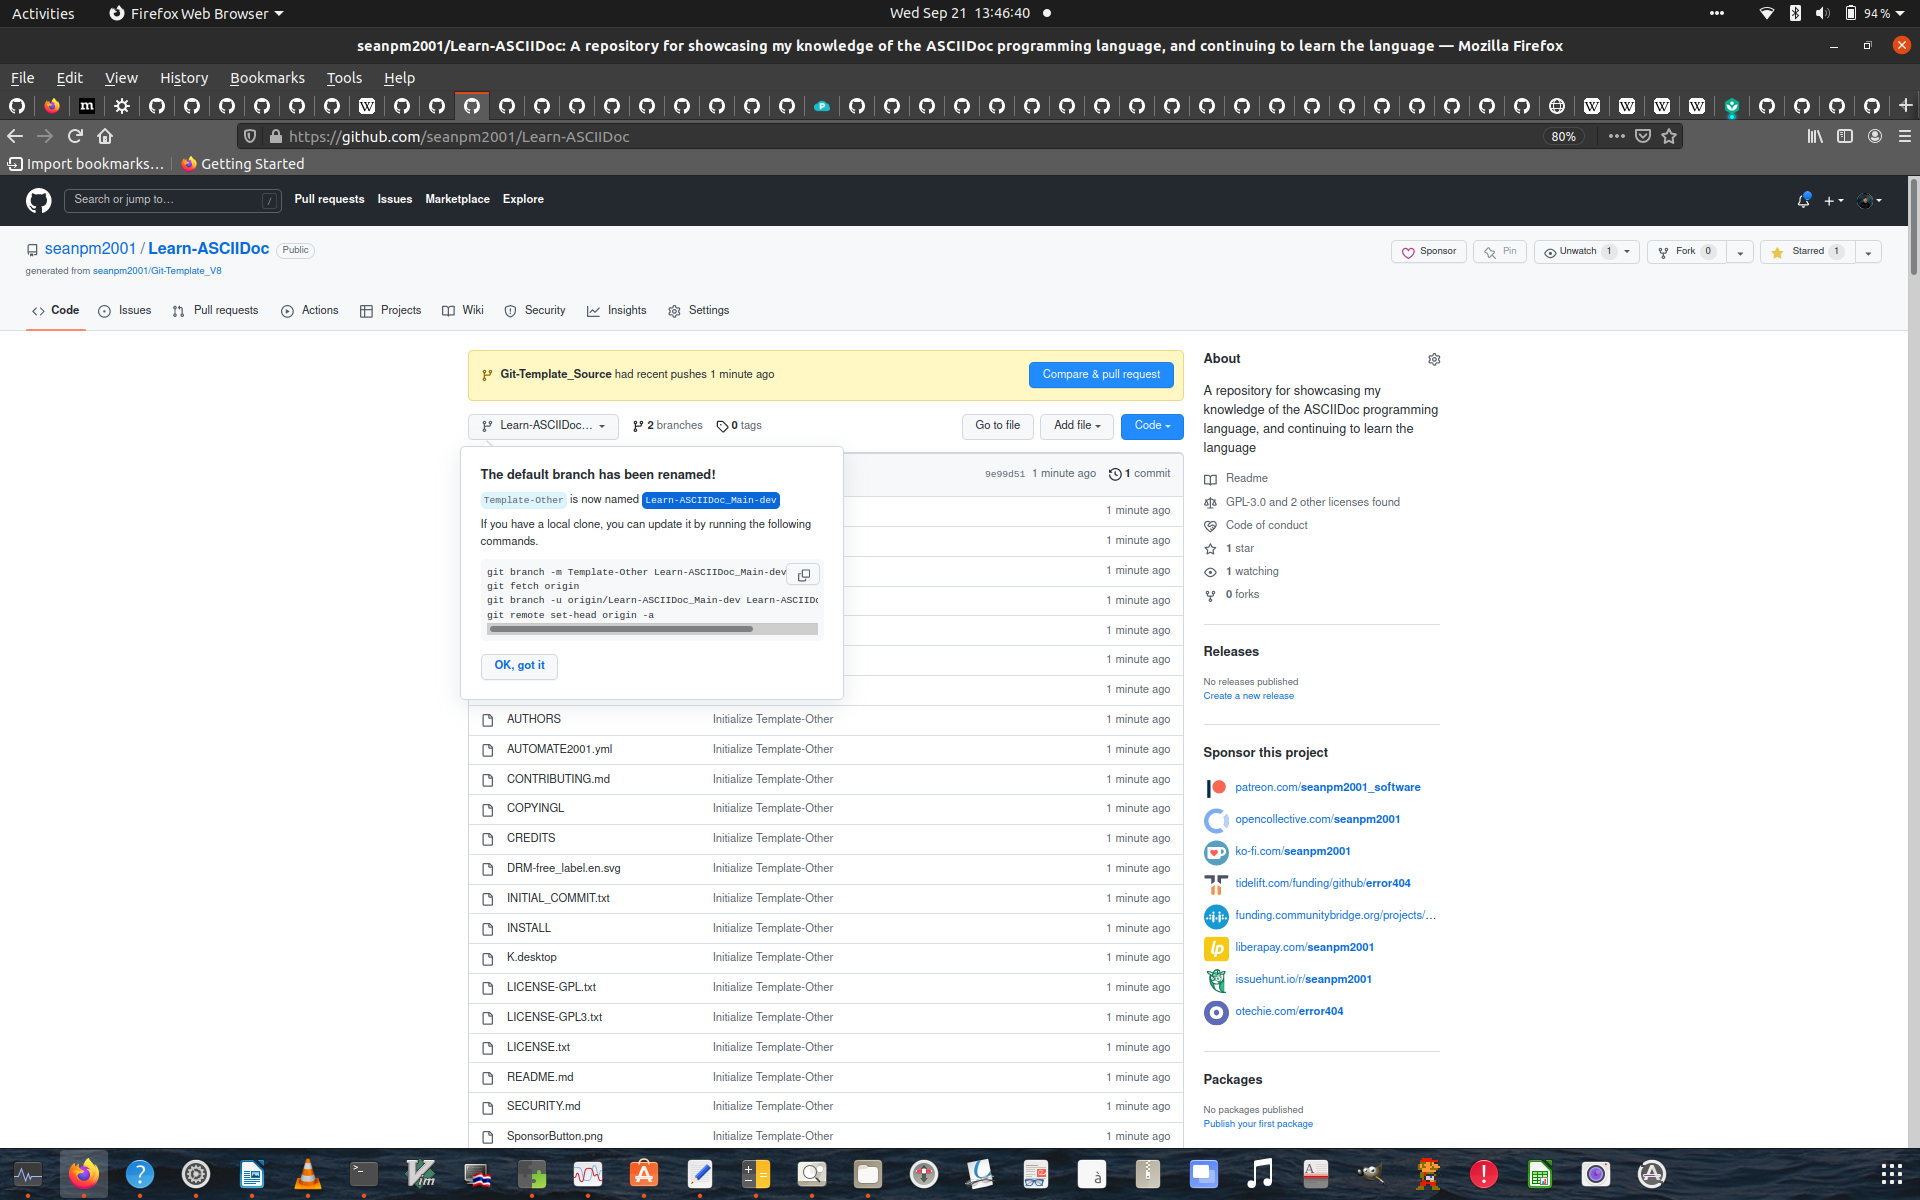 Activities
Firefox Web Browser
Wed Sep 21 13:46:40
94 %
seanpm2001/Learn-ASCIIDoc: A repository for showcasing my knowledge of the ASCIIDoc programming language, and continuing to learn the language — Mozilla Firefox
File Edit View History Bookmarks Tools Help
https://github.com/seanpm2001/Learn-ASCIIDoc
80%
Import bookmarks…
Getting Started
Search or jump to…
/
Pull requests Issues Marketplace Explore
seanpm2001 / Learn-ASCIIDoc
Public
generated from seanpm2001/Git-Template_V8
Sponsor
Pin
Unwatch 1
Fork 0
Starred 1
Code Issues Pull requests Actions Projects Wiki Security Insights Settings
Git-Template_Source had recent pushes 1 minute ago
Compare & pull request
Learn-ASCIIDoc…
2 branches
0 tags
Go to file
Add file
Code
The default branch has been renamed!
Template-Other is now named Learn-ASCIIDoc_Main-dev
If you have a local clone, you can update it by running the following
commands.
git branch -m Template-Other Learn-ASCIIDoc_Main-dev
git fetch origin
git branch -u origin/Learn-ASCIIDoc_Main-dev Learn-ASCIIDo
git remote set-head origin -a
OK, got it
9e99d51 1 minute ago
1 commit
1 minute ago
1 minute ago
1 minute ago
1 minute ago
1 minute ago
1 minute ago
1 minute ago
AUTHORS Initialize Template-Other 1 minute ago
AUTOMATE2001.yml Initialize Template-Other 1 minute ago
CONTRIBUTING.md Initialize Template-Other 1 minute ago
COPYINGL Initialize Template-Other 1 minute ago
CREDITS Initialize Template-Other 1 minute ago
DRM-free_label.en.svg Initialize Template-Other 1 minute ago
INITIAL_COMMIT.txt Initialize Template-Other 1 minute ago
INSTALL Initialize Template-Other 1 minute ago
K.desktop Initialize Template-Other 1 minute ago
LICENSE-GPL.txt Initialize Template-Other 1 minute ago
LICENSE-GPL3.txt Initialize Template-Other 1 minute ago
LICENSE.txt Initialize Template-Other 1 minute ago
README.md Initialize Template-Other 1 minute ago
SECURITY.md Initialize Template-Other 1 minute ago
SponsorButton.png Initialize Template-Other 1 minute ago
About
A repository for showcasing my
knowledge of the ASCIIDoc programming
language, and continuing to learn the
language
Readme
GPL-3.0 and 2 other licenses found
Code of conduct
1 star
1 watching
0 forks
Releases
No releases published
Create a new release
Sponsor this project
patreon.com/seanpm2001_software
opencollective.com/seanpm2001
ko-fi.com/seanpm2001
tidelift.com/funding/github/error404
funding.communitybridge.org/projects/…
liberapay.com/seanpm2001
issuehunt.io/r/seanpm2001
otechie.com/error404
Packages
No packages published
Publish your first package